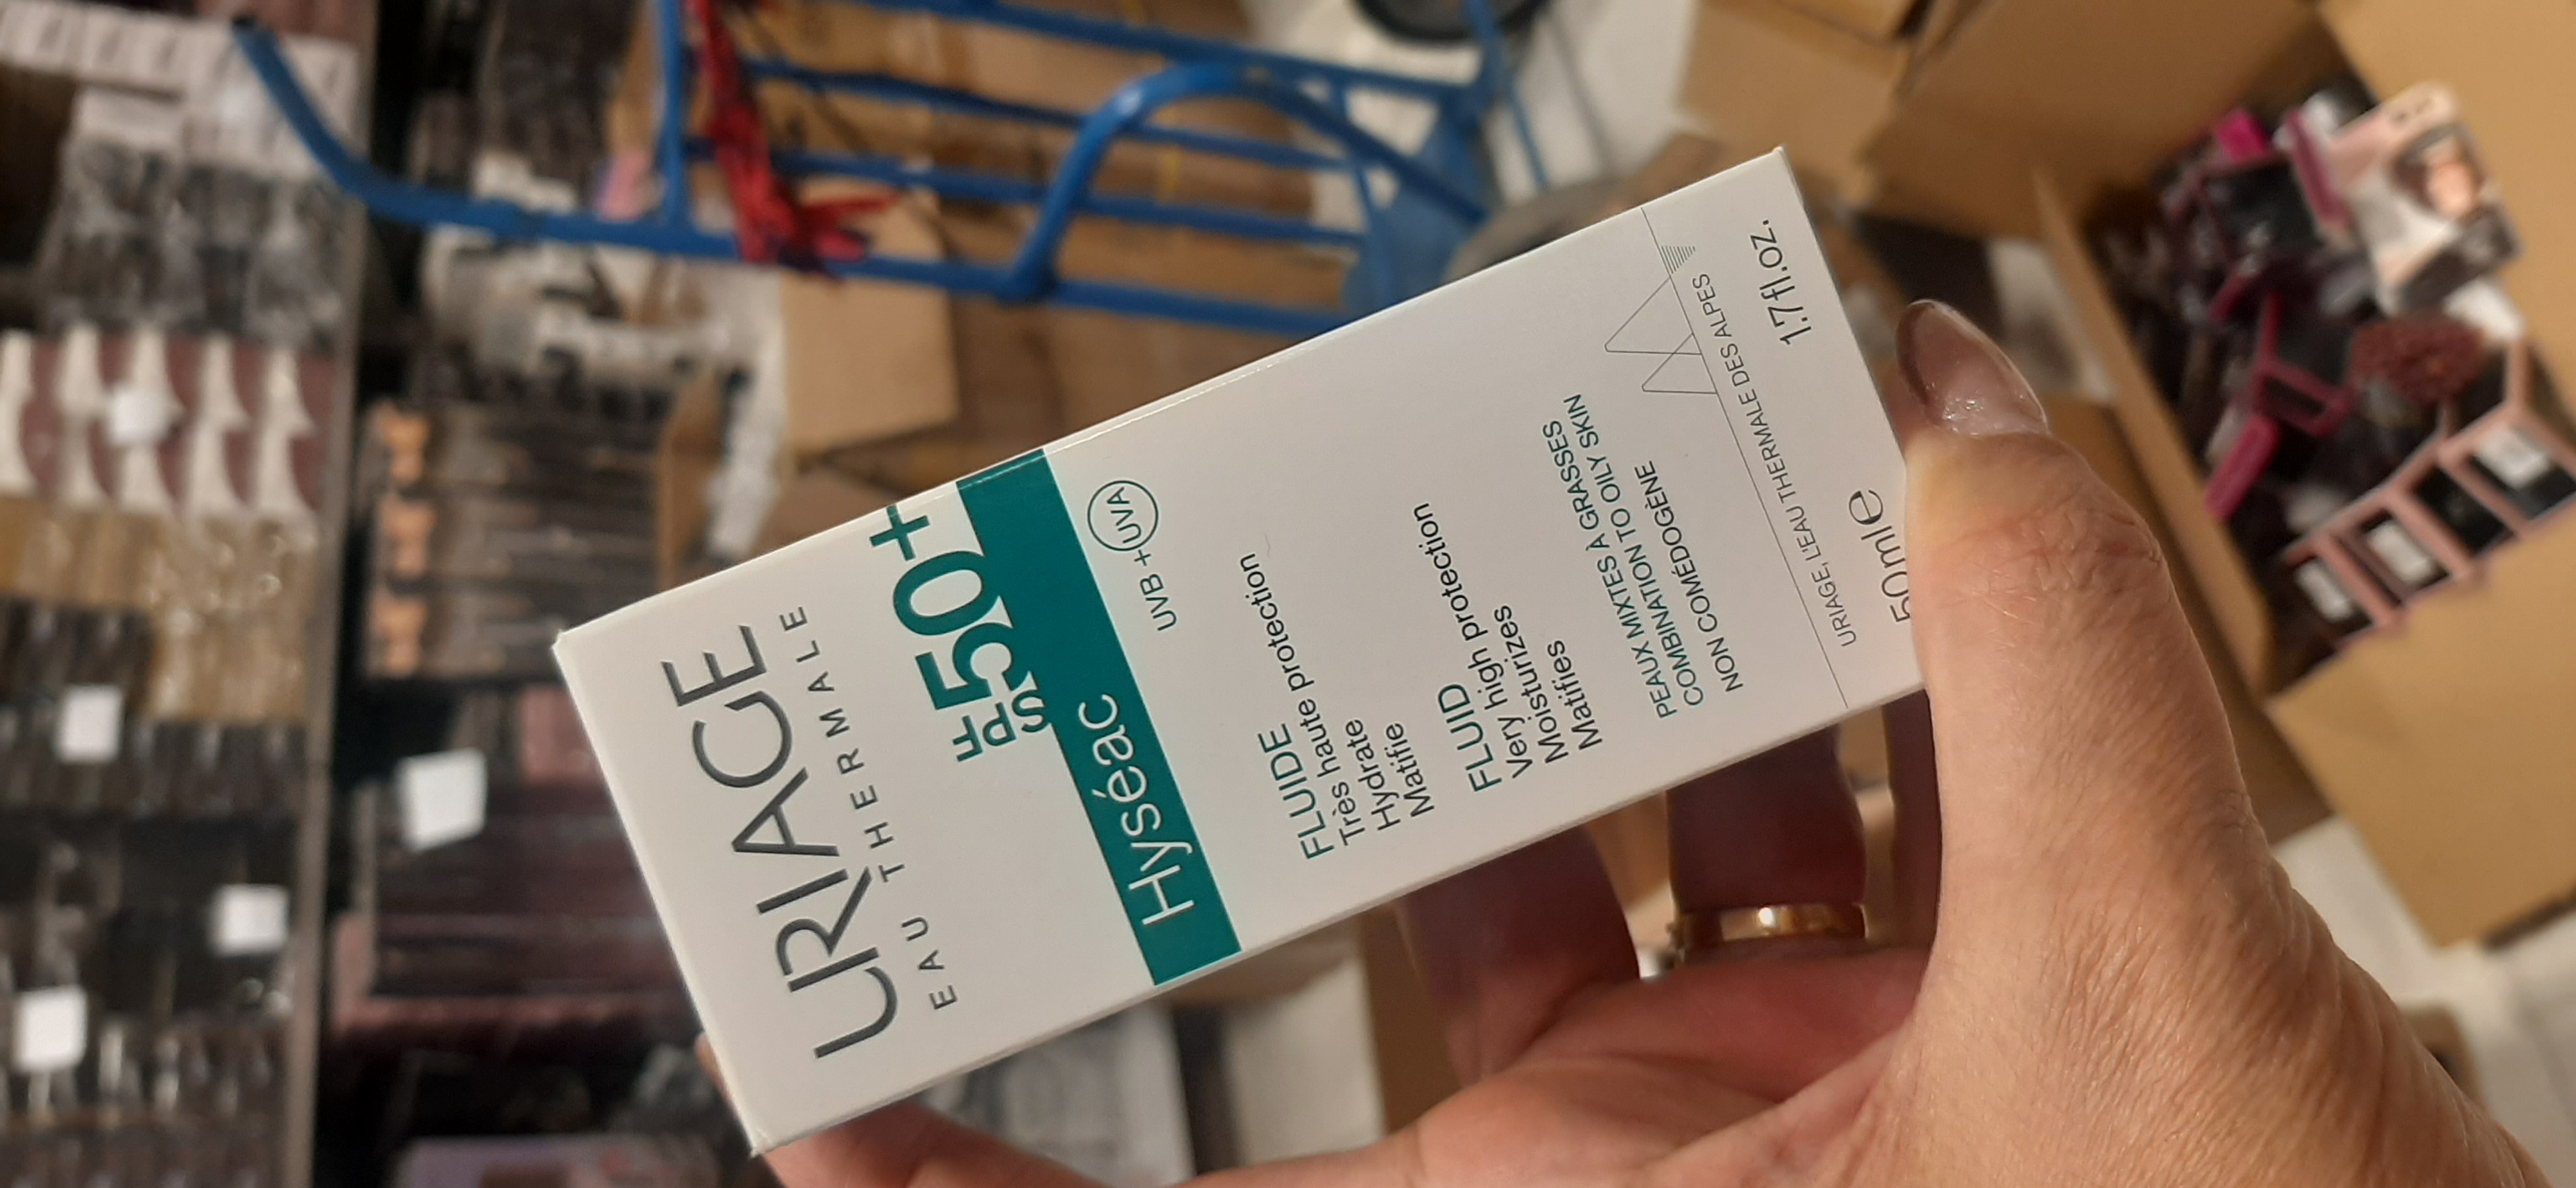 URIAGE
EAU THERMALE
SPF 50+
Hyséac
UVB + UVA
FLUIDE
Très haute protection
Hydrate
Matifie
FLUID
Very high protection
Moisturizes
Matifies
PEAUX MIXTES À GRASSES
COMBINATION TO OILY SKIN
NON COMÉDOGÈNE
URIAGE, L'EAU THERMALE DES ALPES
50ml e 1.7fl.oz.